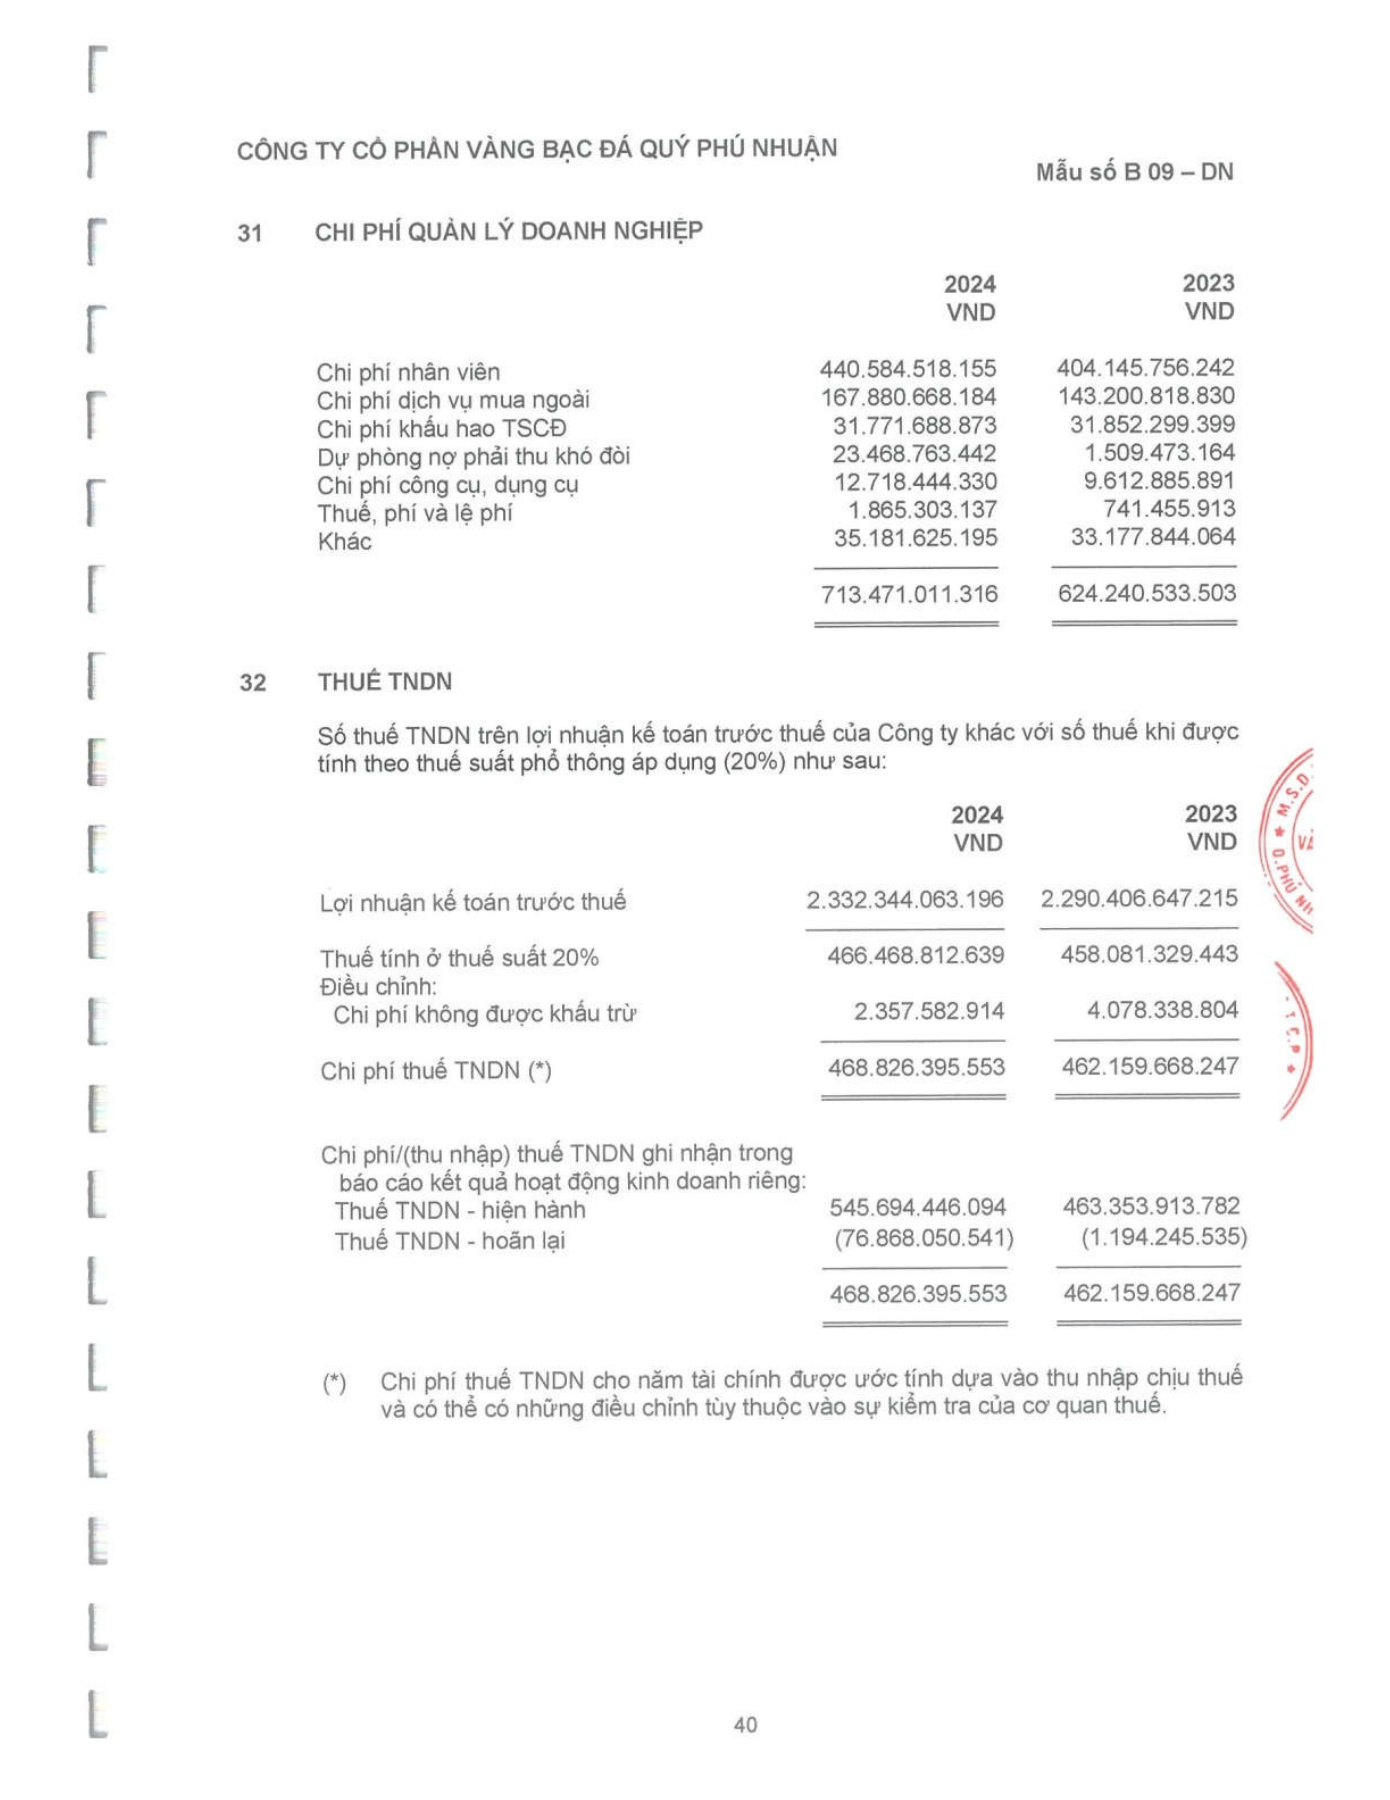 CÔNG TY CỔ PHẦN VÀNG BẠC ĐÁ QUÝ PHÚ NHUẬN
Mẫu số B 09 – DN
31 CHI PHÍ QUẢN LÝ DOANH NGHIỆP
2024 2023
VND VND
Chi phí nhân viên 440.584.518.155 404.145.756.242
Chi phí dịch vụ mua ngoài 167.880.668.184 143.200.818.830
Chi phí khấu hao TSCĐ 31.771.688.873 31.852.299.399
Dự phòng nợ phải thu khó đòi 23.468.763.442 1.509.473.164
Chi phí công cụ, dụng cụ 12.718.444.330 9.612.885.891
Thuế, phí và lệ phí 1.865.303.137 741.455.913
Khác 35.181.625.195 33.177.844.064
713.471.011.316 624.240.533.503
32 THUẾ TNDN
Số thuế TNDN trên lợi nhuận kế toán trước thuế của Công ty khác với số thuế khi được
tính theo thuế suất phổ thông áp dụng (20%) như sau:
2024 2023
VND VND
Lợi nhuận kế toán trước thuế 2.332.344.063.196 2.290.406.647.215
Thuế tính ở thuế suất 20% 466.468.812.639 458.081.329.443
Điều chỉnh:
Chi phí không được khấu trừ 2.357.582.914 4.078.338.804
Chi phí thuế TNDN (*) 468.826.395.553 462.159.668.247
Chi phí/(thu nhập) thuế TNDN ghi nhận trong
báo cáo kết quả hoạt động kinh doanh riêng:
Thuế TNDN - hiện hành 545.694.446.094 463.353.913.782
Thuế TNDN - hoãn lại (76.868.050.541) (1.194.245.535)
468.826.395.553 462.159.668.247
(*) Chi phí thuế TNDN cho năm tài chính được ước tính dựa vào thu nhập chịu thuế
và có thể có những điều chỉnh tùy thuộc vào sự kiểm tra của cơ quan thuế.
M.S.D
Q.PHÚ NH
T.C.P
40